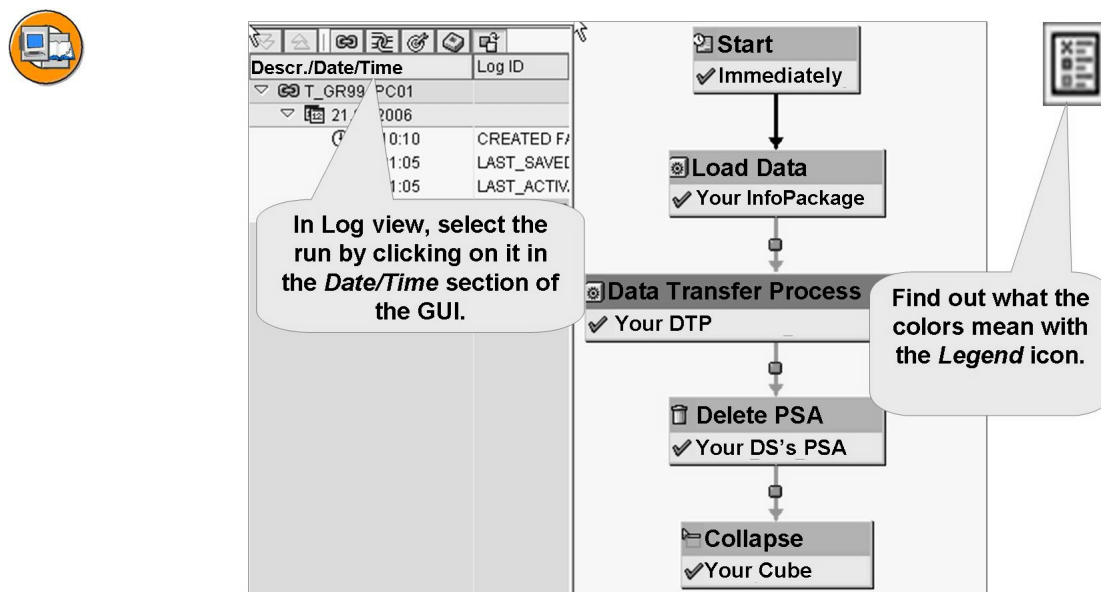 Descr./Date/Time
Log ID
T_GR99 PC01
21 2006
0:10
CREATED
1:05
LAST_SAVED
1:05
LAST_ACTIV.
In Log view, select the
run by clicking on it in
the Date/Time section of
the GUI.
Start
Immediately
Load Data
Your InfoPackage
Data Transfer Process
Your DTP
Delete PSA
Your DS's PSA
Collapse
Your Cube
Find out what the
colors mean with
the Legend icon.